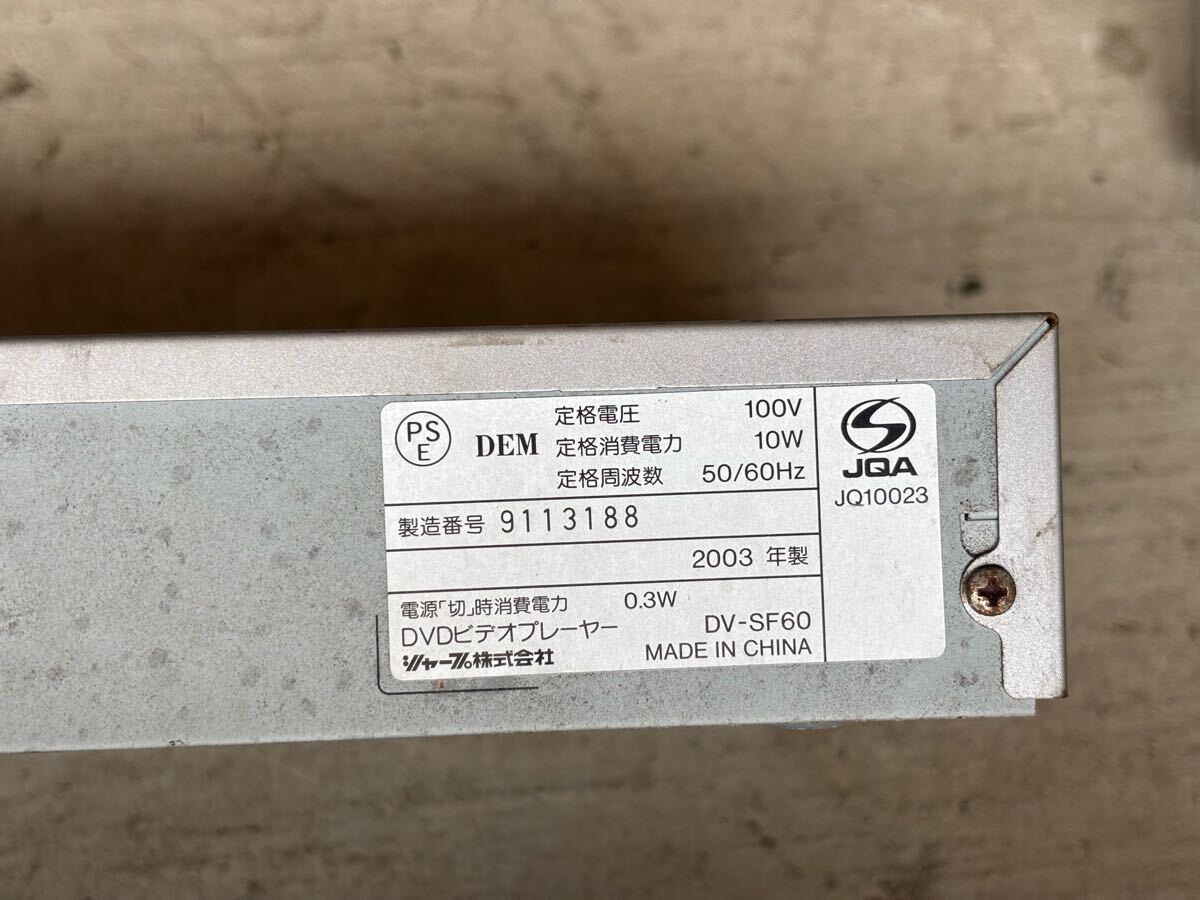 PS
E
DEM
定格電圧 100V
定格消費電力 10W
定格周波数 50/60Hz
製造番号 9113188
2003 年製
電源「切」時消費電力 0.3W
DVDビデオプレーヤー DV-SF60
シャープ株式会社 MADE IN CHINA
JQA
JQ10023